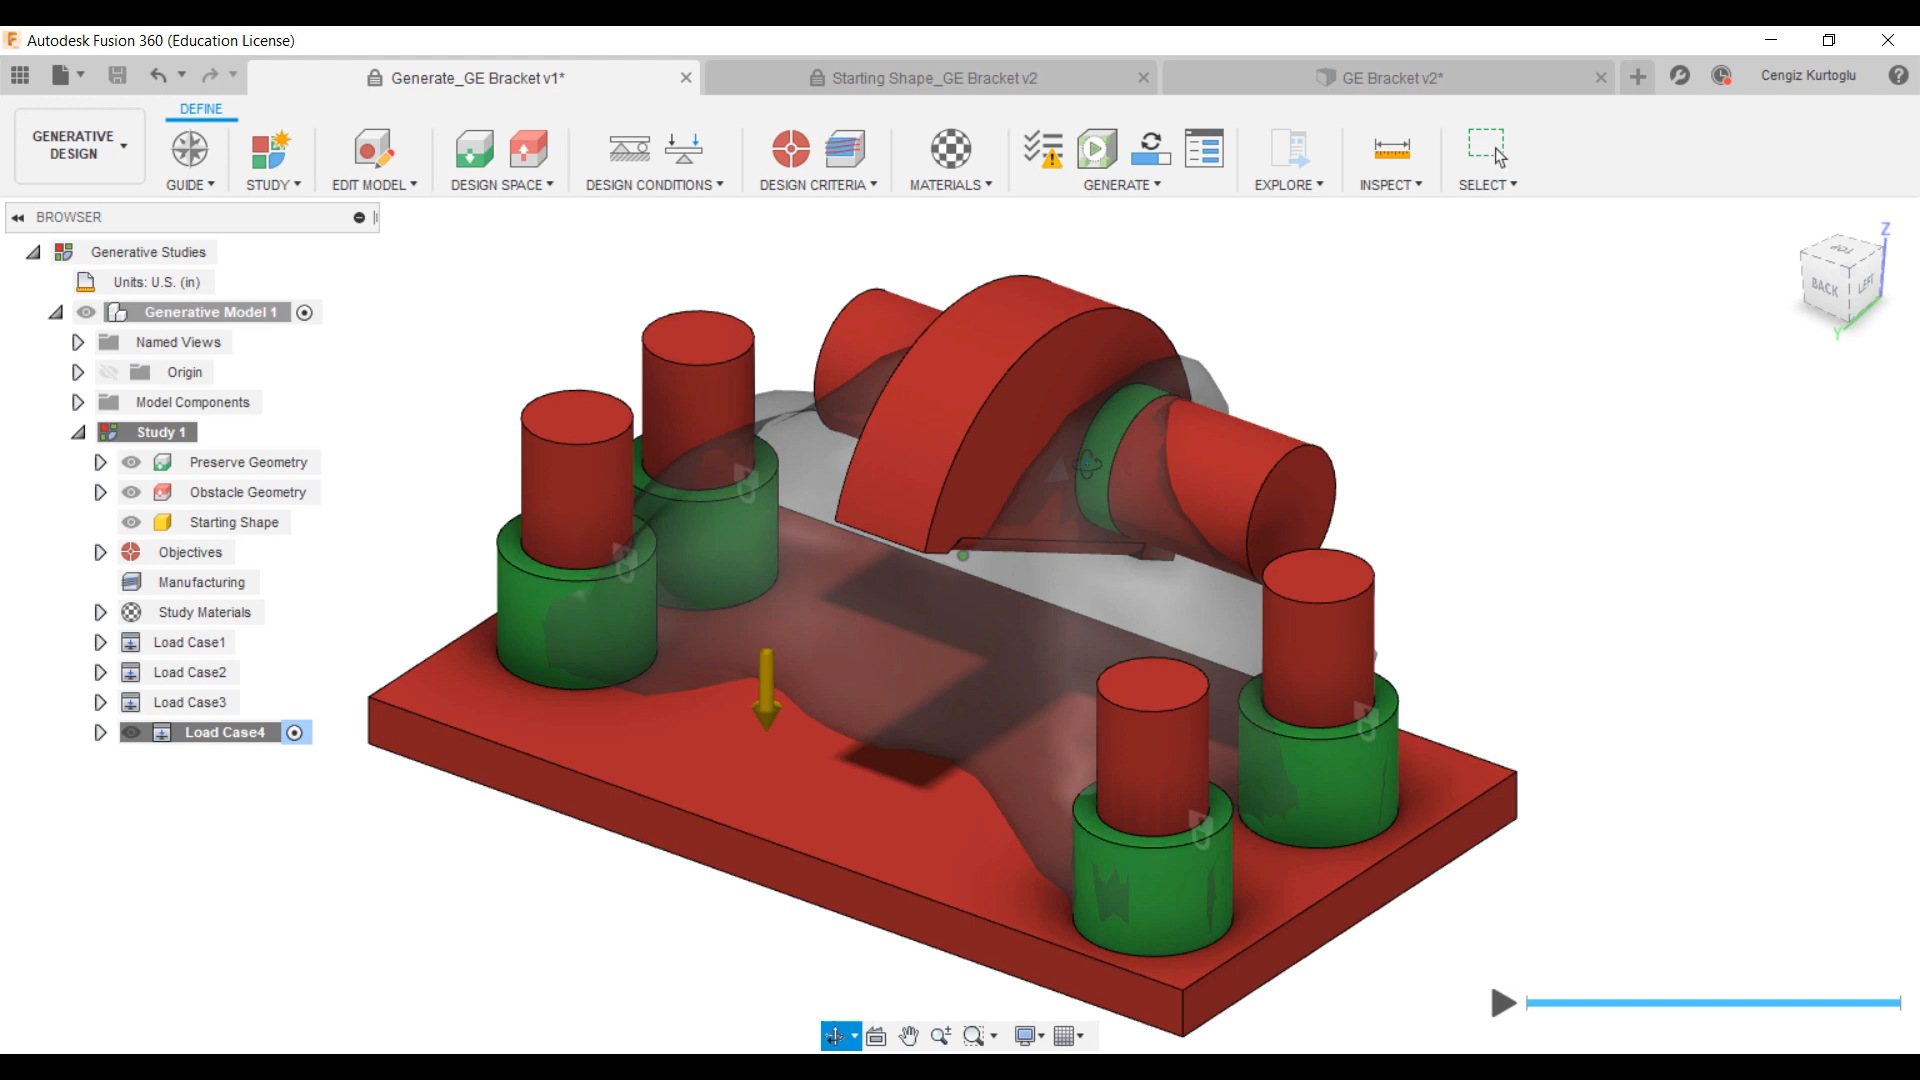 Autodesk Fusion 360 (Education License)
Generate_GE Bracket v1*
Starting Shape_GE Bracket v2
GE Bracket v2*
Cengiz Kurtoglu
DEFINE
GENERATIVE DESIGN
GUIDE
STUDY
EDIT MODEL
DESIGN SPACE
DESIGN CONDITIONS
DESIGN CRITERIA
MATERIALS
GENERATE
EXPLORE
INSPECT
SELECT
BROWSER
Generative Studies
Units: U.S. (in)
Generative Model 1
Named Views
Origin
Model Components
Study 1
Preserve Geometry
Obstacle Geometry
Starting Shape
Objectives
Manufacturing
Study Materials
Load Case1
Load Case2
Load Case3
Load Case4
Z
TOP
BACK
LEFT
Y